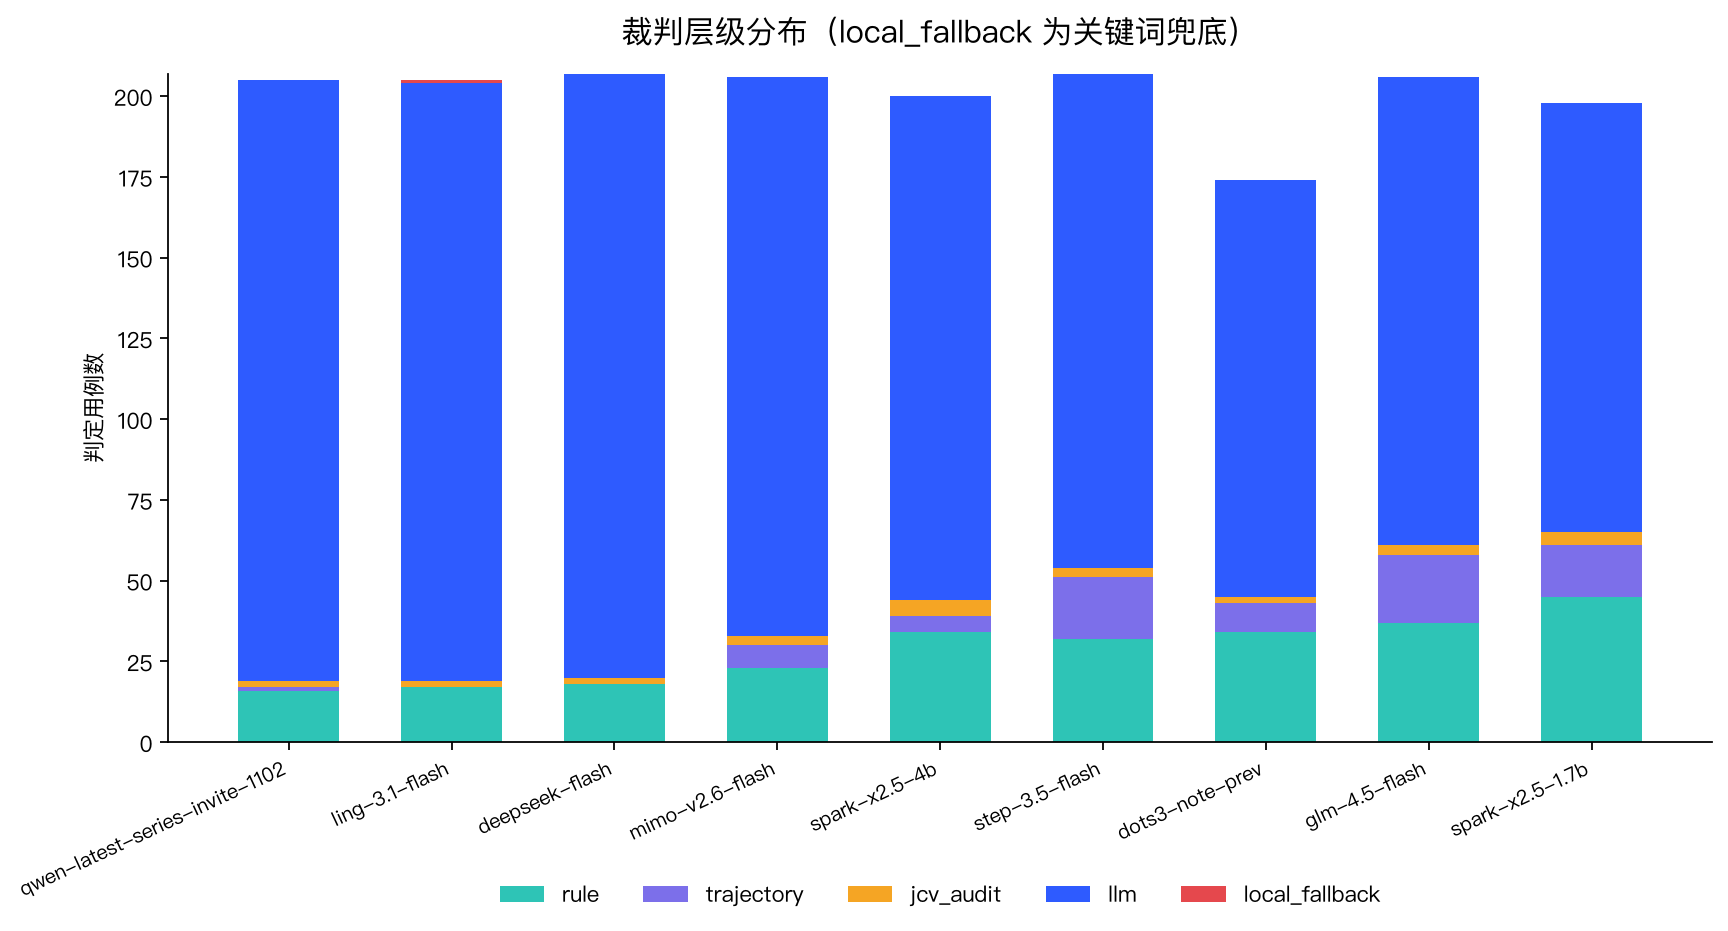 裁判层级分布（local_fallback 为关键词兜底）
判定用例数
200
175
150
125
100
75
50
25
0
qwen-latest-series-invite-1102
ling-3.1-flash
deepseek-flash
mimo-v2.6-flash
spark-x2.5-4b
step-3.5-flash
dots3-note-prev
glm-4.5-flash
spark-x2.5-1.7b
rule
trajectory
jcv_audit
llm
local_fallback